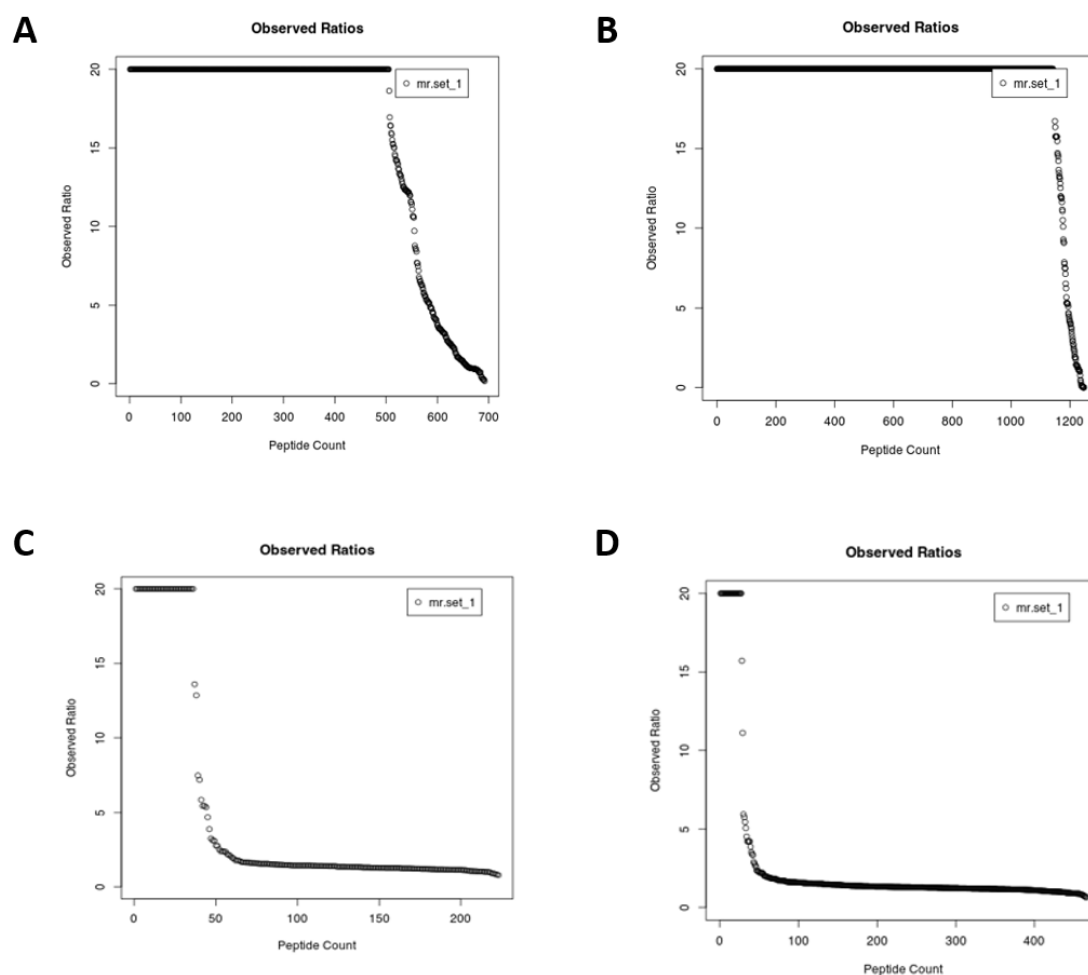 A
Observed Ratios
mr.set_1
Observed Ratio
20
15
10
5
0
0 100 200 300 400 500 600 700
Peptide Count
B
Observed Ratios
mr.set_1
Observed Ratio
20
15
10
5
0
0 200 400 600 800 1000 1200
Peptide Count
C
Observed Ratios
mr.set_1
Observed Ratio
20
15
10
5
0
0 50 100 150 200
Peptide Count
D
Observed Ratios
mr.set_1
Observed Ratio
20
15
10
5
0
0 100 200 300 400
Peptide Count